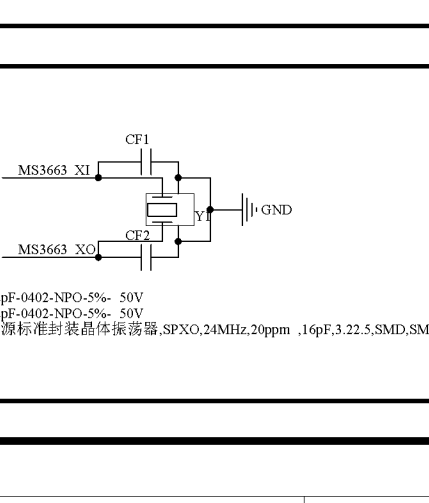 CF1
MS3663 XI
Y1
GND
CF2
MS3663 XO
pF-0402-NPO-5%- 50V
pF-0402-NPO-5%- 50V
源标准封装晶体振荡器,SPXO,24MHz,20ppm ,16pF,3.22.5,SMD,SM